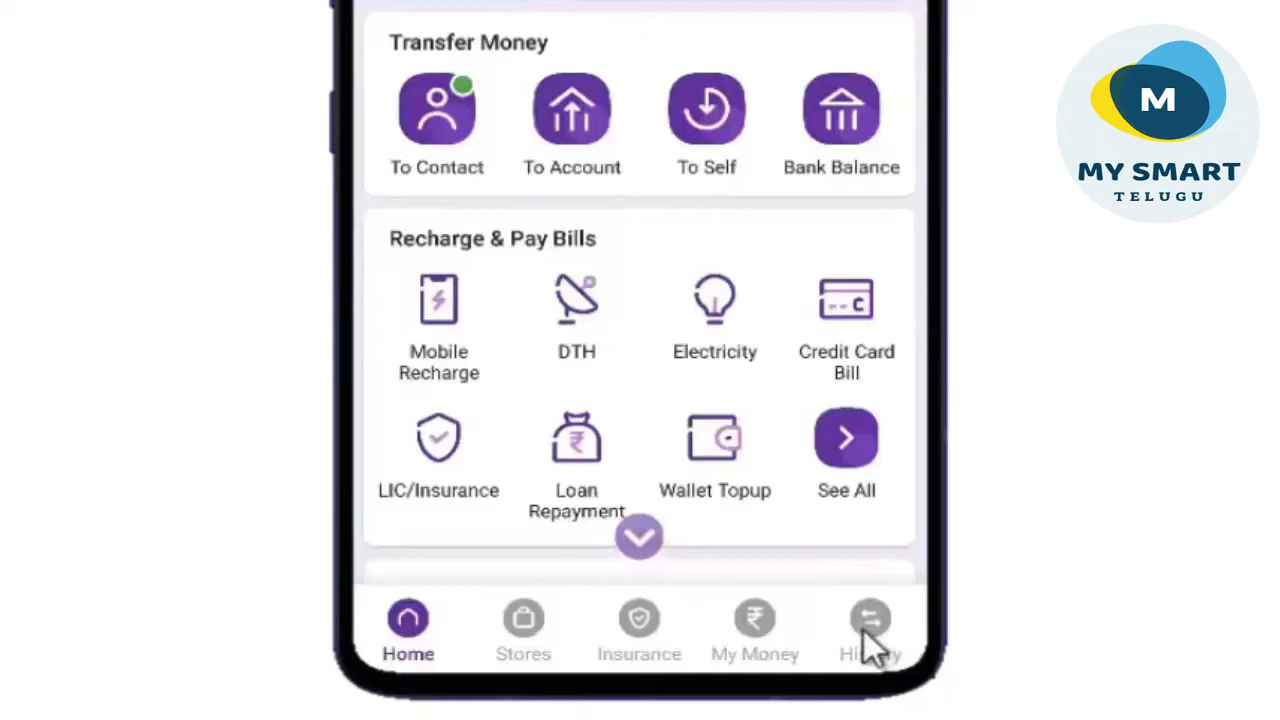 Transfer Money
To Contact
To Account
To Self
Bank Balance
Recharge & Pay Bills
Mobile
Recharge
DTH
Electricity
Credit Card
Bill
LIC/Insurance
Loan
Repayment
Wallet Topup
See All
Home
Stores
Insurance
My Money
M
MY SMART
TELUGU